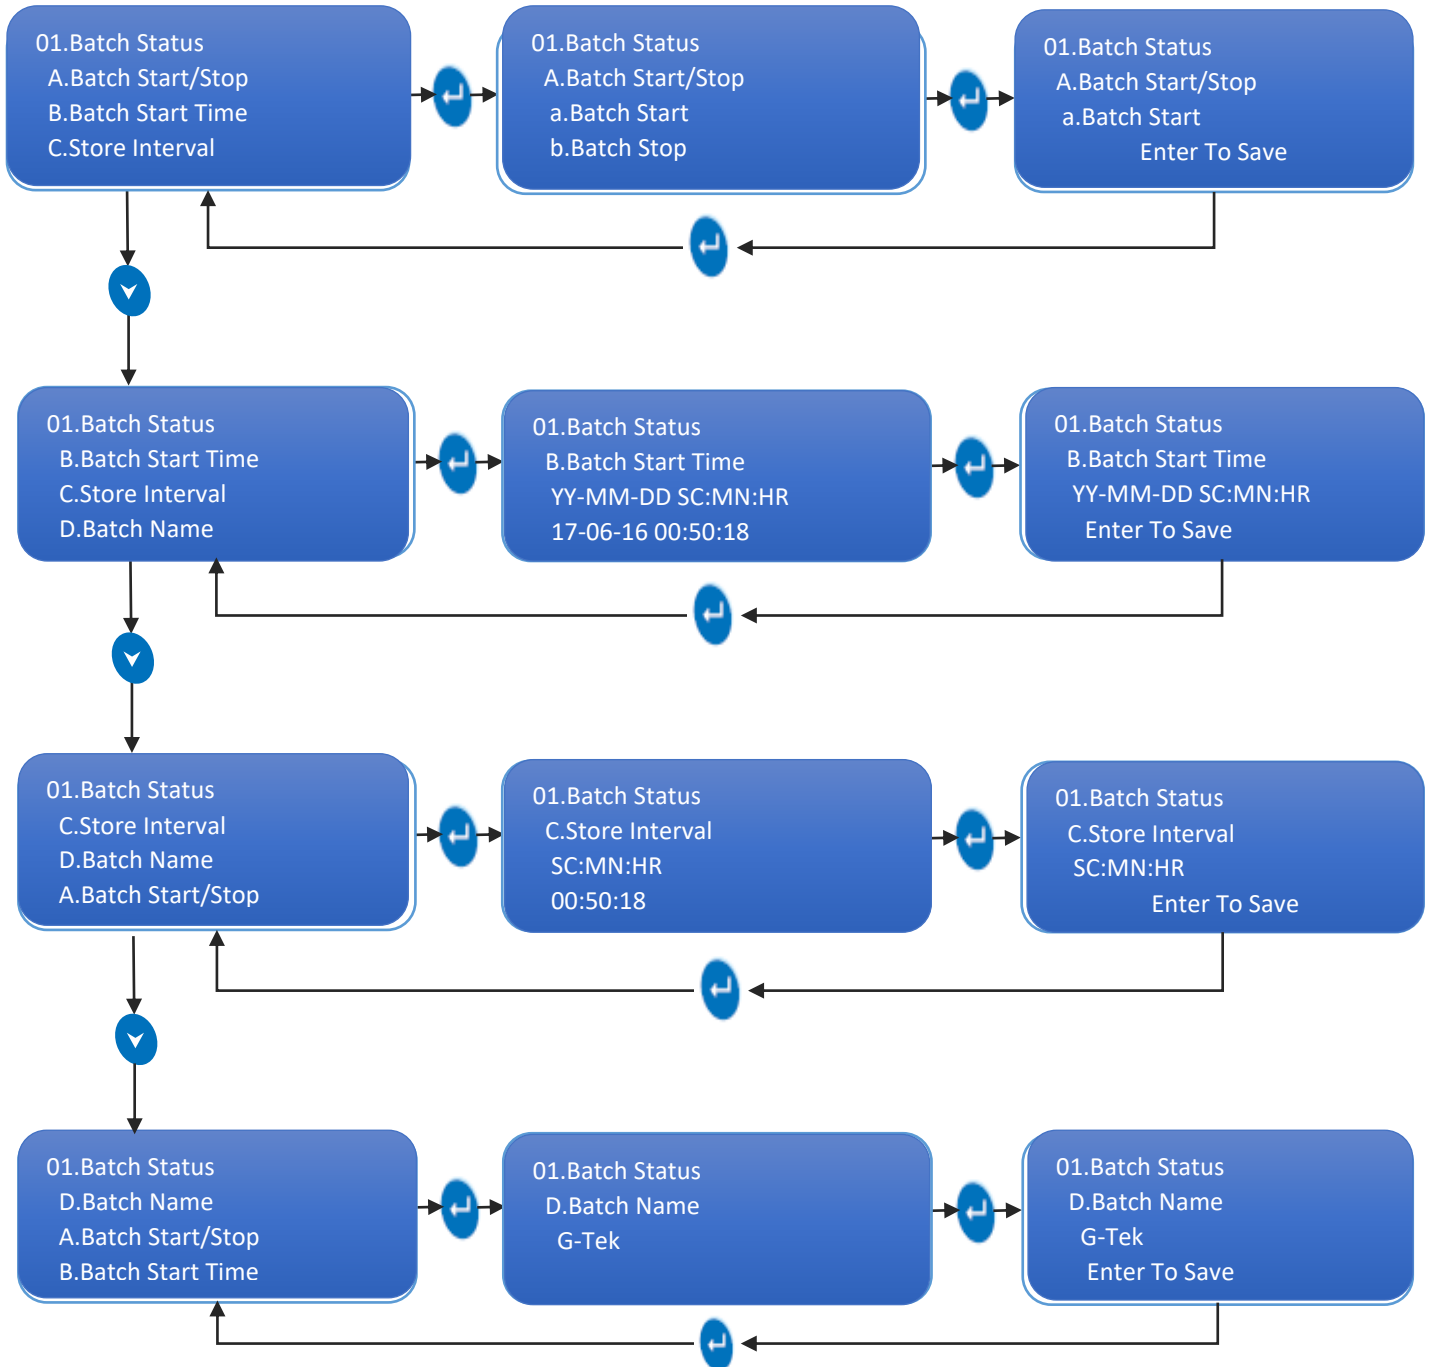 01.Batch Status
A.Batch Start/Stop
B.Batch Start Time
C.Store Interval
01.Batch Status
A.Batch Start/Stop
a.Batch Start
b.Batch Stop
01.Batch Status
A.Batch Start/Stop
a.Batch Start
Enter To Save
01.Batch Status
B.Batch Start Time
C.Store Interval
D.Batch Name
01.Batch Status
B.Batch Start Time
YY-MM-DD SC:MN:HR
17-06-16 00:50:18
01.Batch Status
B.Batch Start Time
YY-MM-DD SC:MN:HR
Enter To Save
01.Batch Status
C.Store Interval
D.Batch Name
A.Batch Start/Stop
01.Batch Status
C.Store Interval
SC:MN:HR
00:50:18
01.Batch Status
C.Store Interval
SC:MN:HR
Enter To Save
01.Batch Status
D.Batch Name
A.Batch Start/Stop
B.Batch Start Time
01.Batch Status
D.Batch Name
G-Tek
01.Batch Status
D.Batch Name
G-Tek
Enter To Save